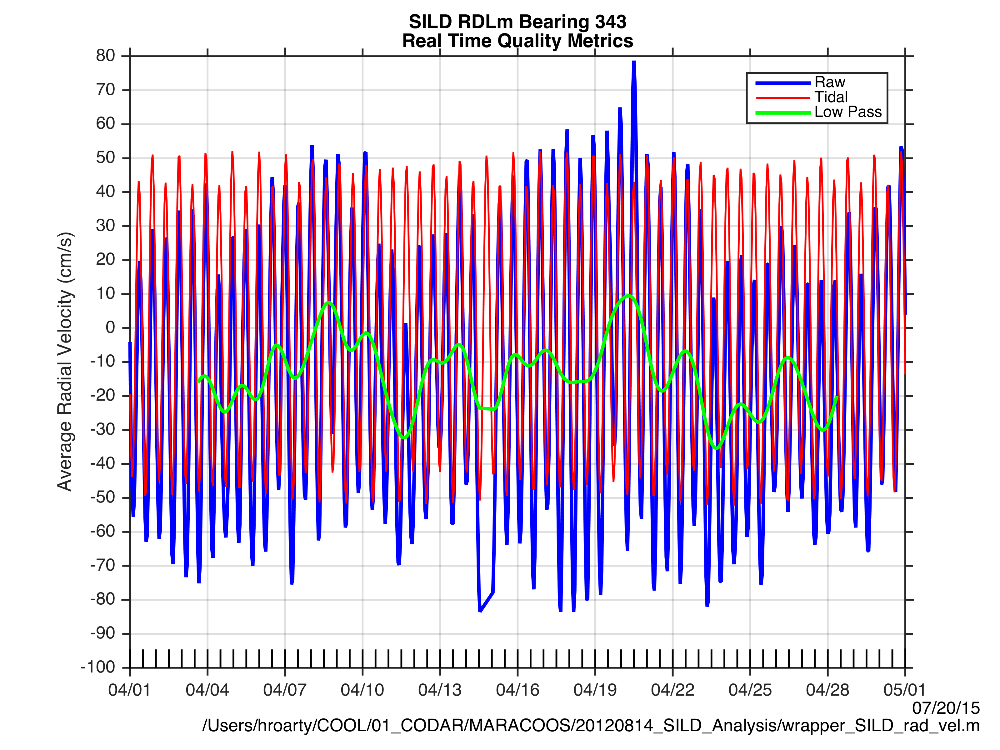 SILD RDLm Bearing 343
Real Time Quality Metrics
80
70
60
50
40
30
20
10
0
-10
-20
-30
-40
-50
-60
-70
-80
-90
-100
Average Radial Velocity (cm/s)
Raw
Tidal
Low Pass
04/01 04/04 04/07 04/10 04/13 04/16 04/19 04/22 04/25 04/28 05/01
07/20/15
/Users/hroarty/COOL/01_CODAR/MARACOOS/20120814_SILD_Analysis/wrapper_SILD_rad_vel.m